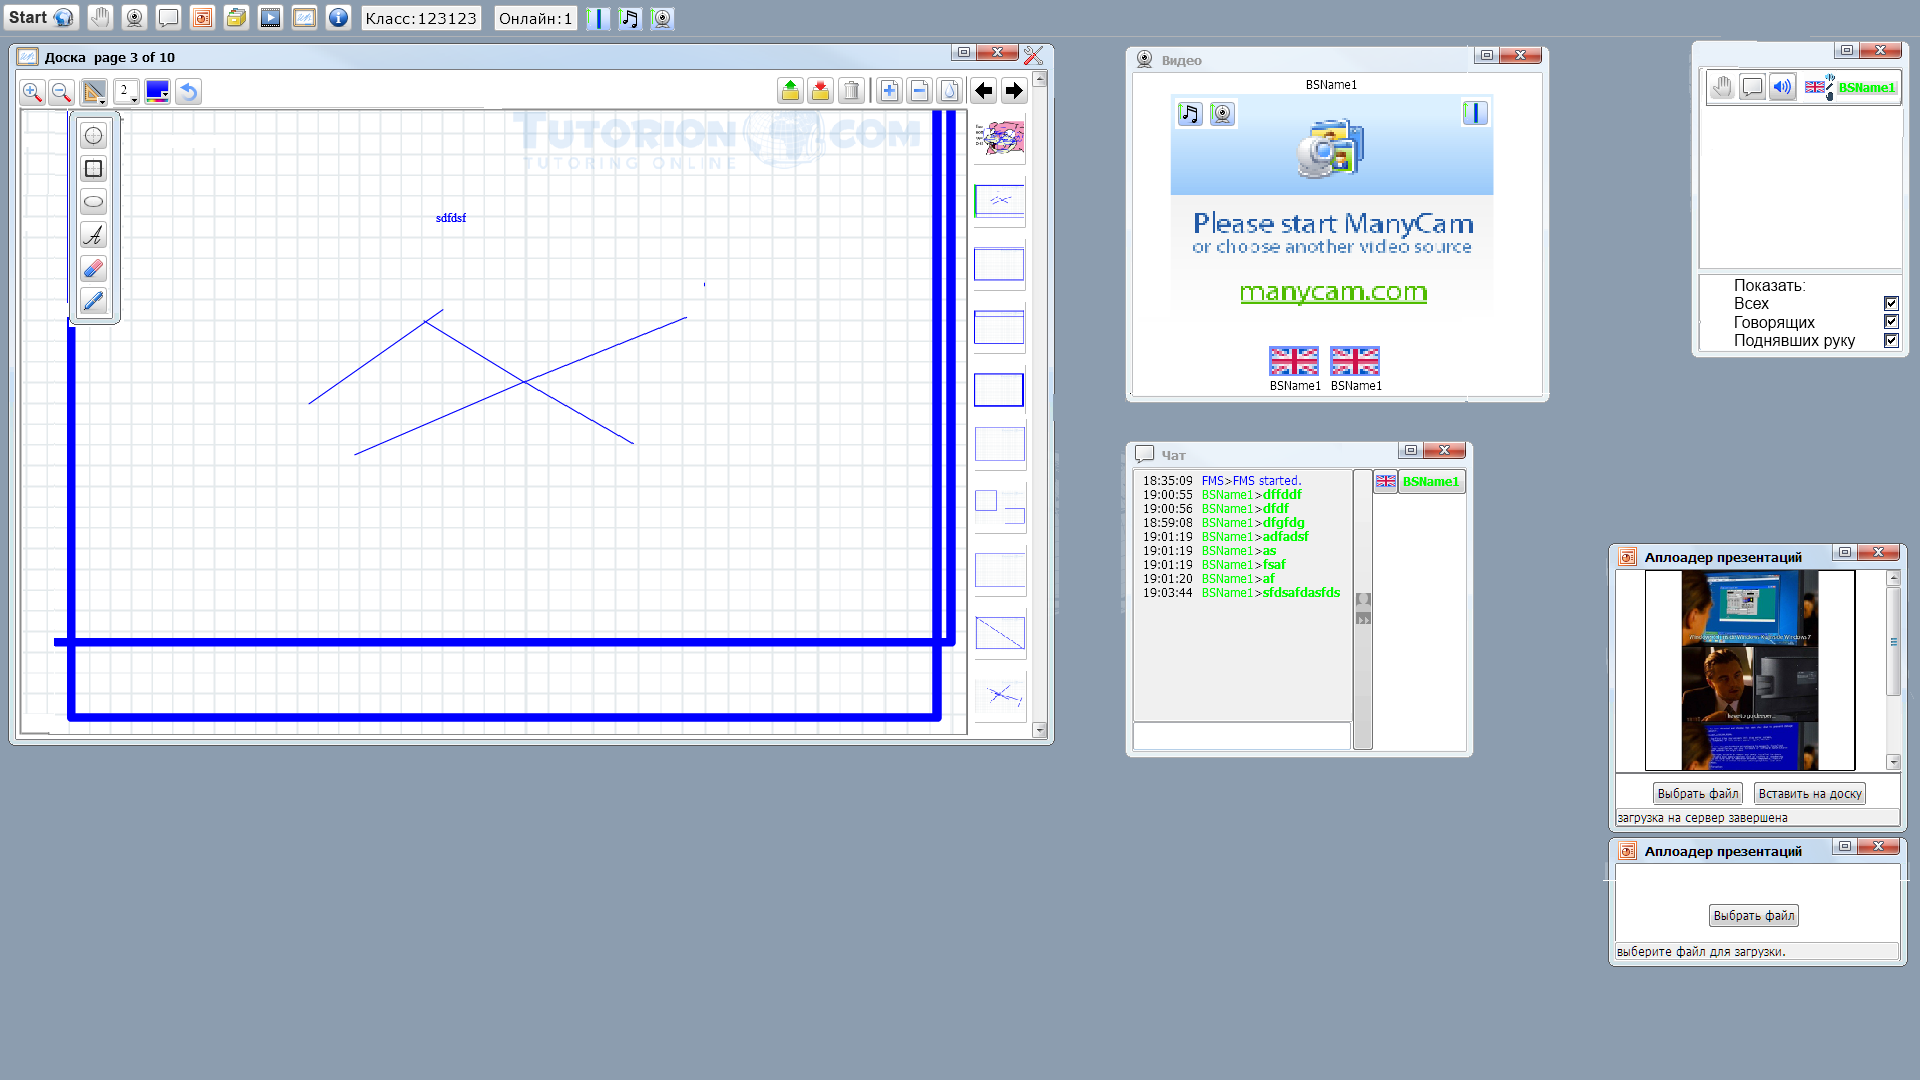 Start
Класс:123123
Онлайн:1
Доска page 3 of 10
2
TUTORION.COM
TUTORING ONLINE
sdfdsf
Видео
BSName1
Please start ManyCam
or choose another video source
manycam.com
BSName1 BSName1
BSName1
Показать:
Всех
Говорящих
Поднявших руку
Чат
18:35:09 FMS>FMS started.
19:00:55 BSName1>dffddf
19:00:56 BSName1>dfdf
18:59:08 BSName1>dfgfdg
19:01:19 BSName1>adfadsf
19:01:19 BSName1>as
19:01:19 BSName1>fsaf
19:01:20 BSName1>af
19:03:44 BSName1>sfdsafdasfds
BSName1
Аплоадер презентаций
Выбрать файл
Вставить на доску
загрузка на сервер завершена
Аплоадер презентаций
Выбрать файл
выберите файл для загрузки.